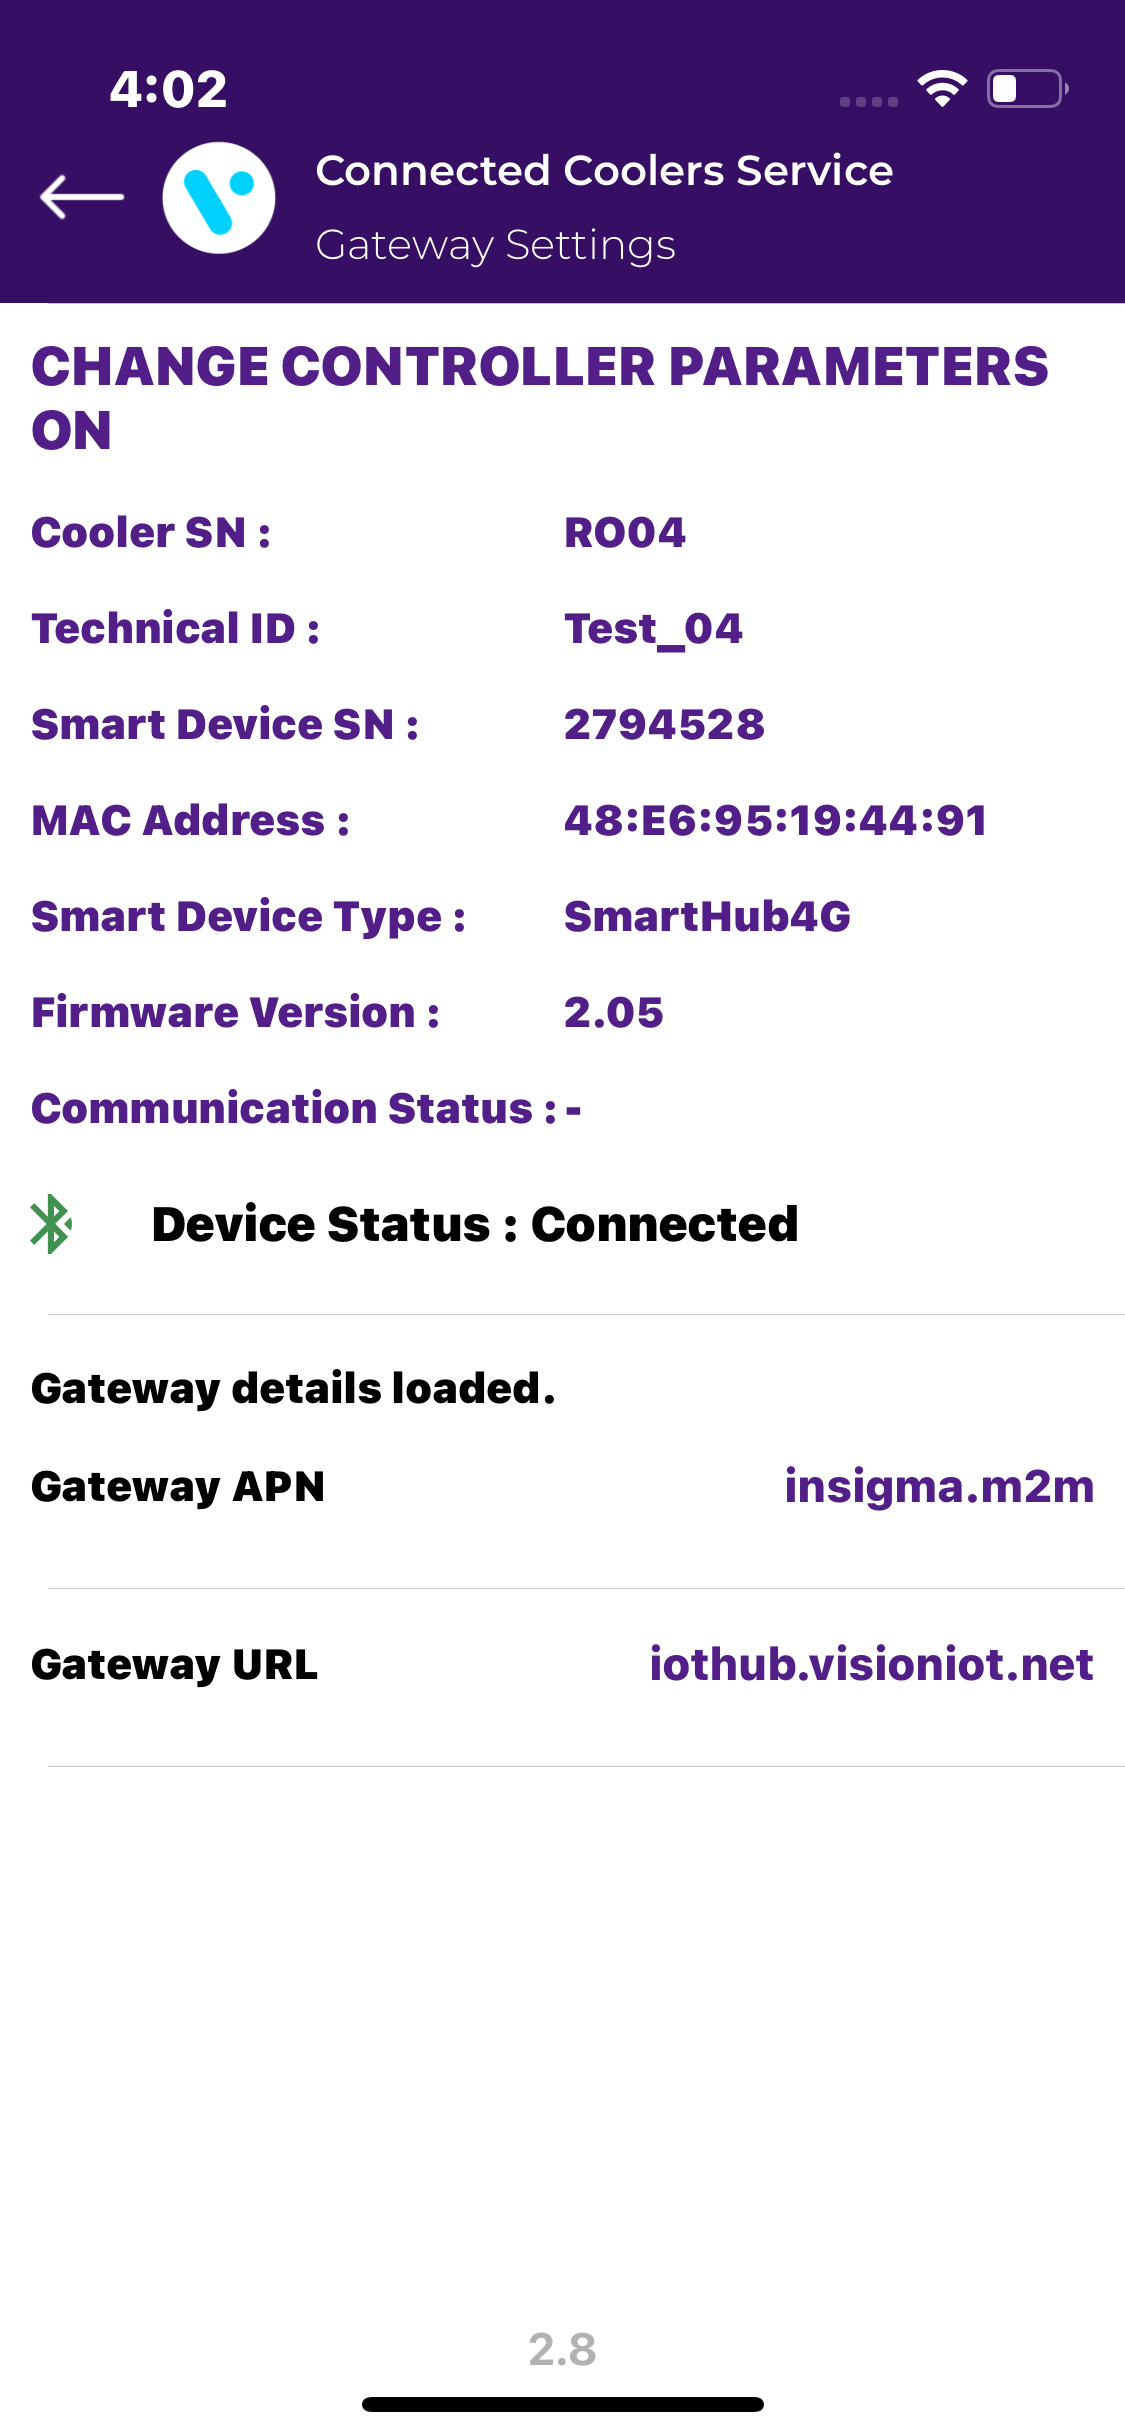 4:02
Connected Coolers Service
Gateway Settings
CHANGE CONTROLLER PARAMETERS
ON
Cooler SN : RO04
Technical ID : Test_04
Smart Device SN : 2794528
MAC Address : 48:E6:95:19:44:91
Smart Device Type : SmartHub4G
Firmware Version : 2.05
Communication Status : -
Device Status : Connected
Gateway details loaded.
Gateway APN insigma.m2m
Gateway URL iothub.visioniot.net
2.8